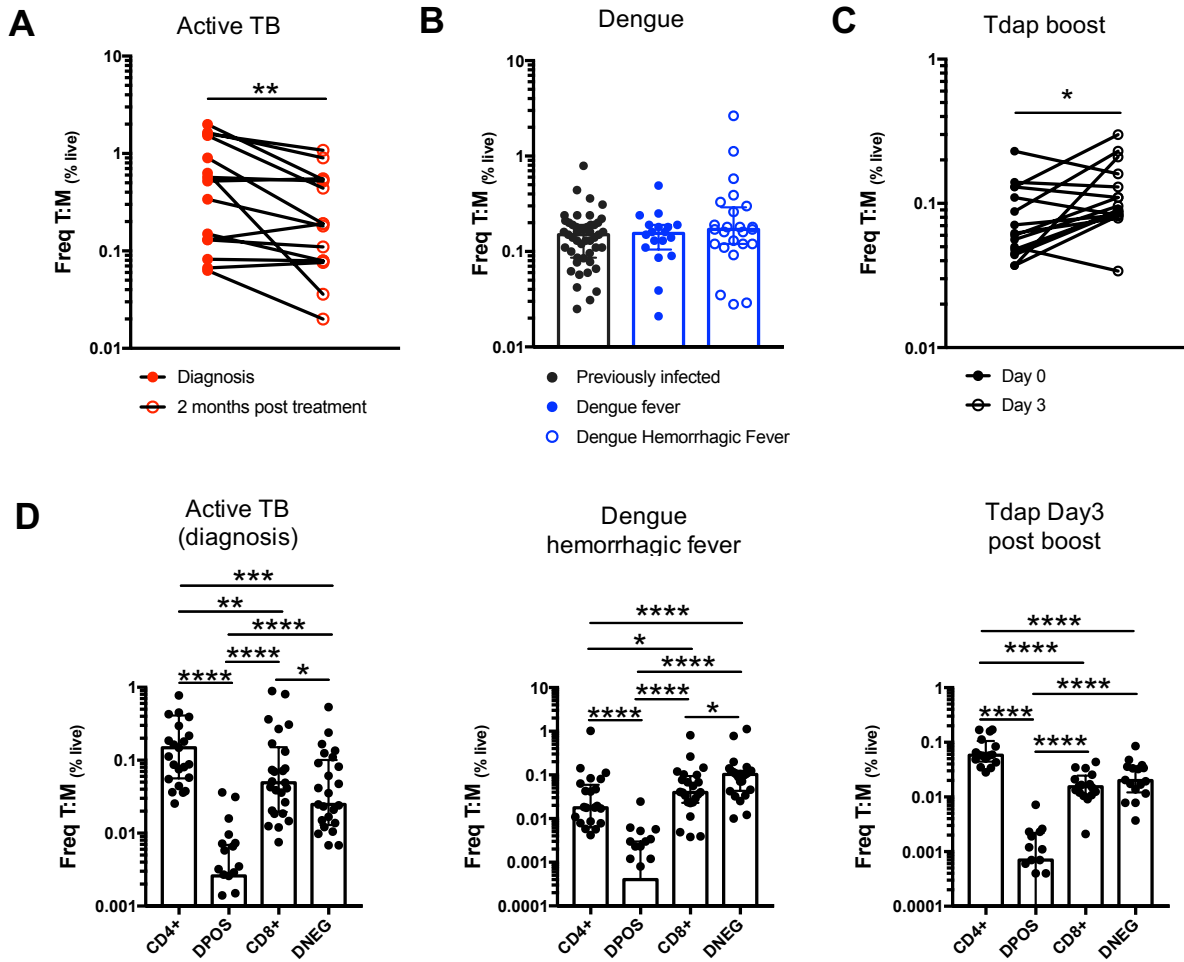 A
Active TB
**
Freq T:M (% live)
10
1
0.1
0.01
Diagnosis
2 months post treatment
B
Dengue
Freq T:M (% live)
10
1
0.1
0.01
Previously infected
Dengue fever
Dengue Hemorrhagic Fever
C
Tdap boost
*
Freq T:M (% live)
1
0.1
0.01
Day 0
Day 3
D
Active TB
(diagnosis)
***
**
****
****
****
*
Freq T:M (% live)
1
0.1
0.01
0.001
CD4+
DPOS
CD8+
DNEG
Dengue
hemorrhagic fever
****
*
****
****
****
*
Freq T:M (% live)
10
1
0.1
0.01
0.001
0.0001
CD4+
DPOS
CD8+
DNEG
Tdap Day3
post boost
****
****
****
****
****
Freq T:M (% live)
1
0.1
0.01
0.001
0.0001
CD4+
DPOS
CD8+
DNEG